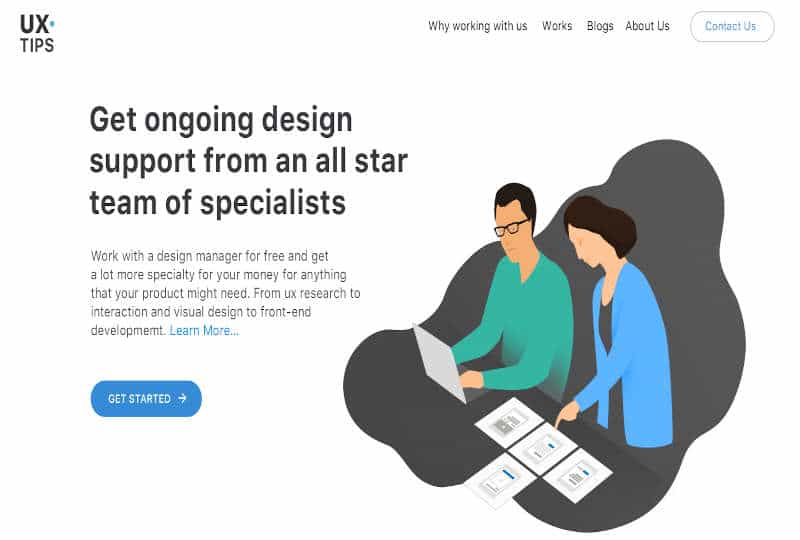 UX
TIPS
Why working with us Works Blogs About Us Contact Us
Get ongoing design
support from an all star
team of specialists
Work with a design manager for free and get
a lot more specialty for your money for anything
that your product might need. From ux research to
interaction and visual design to front-end
developmemt. Learn More...
GET STARTED →